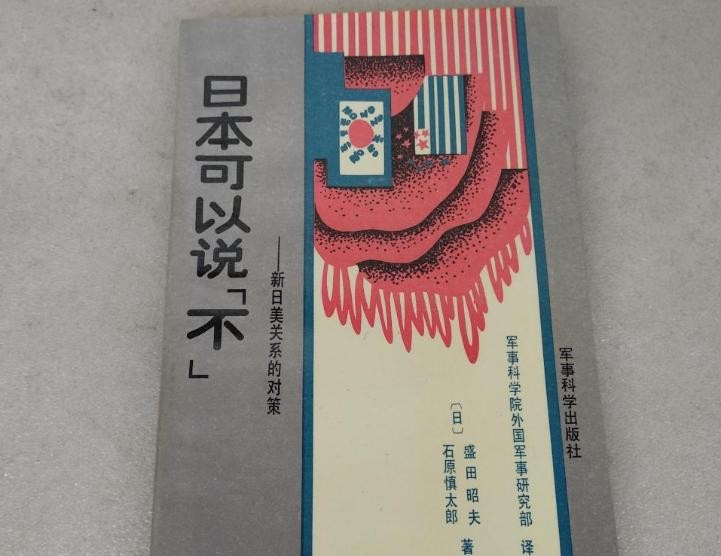 日本可以说「不」
——新日美关系的对策
军事科学院外国军事研究部 译
〔日〕 盛田昭夫
石原慎太郎 著
军事科学出版社